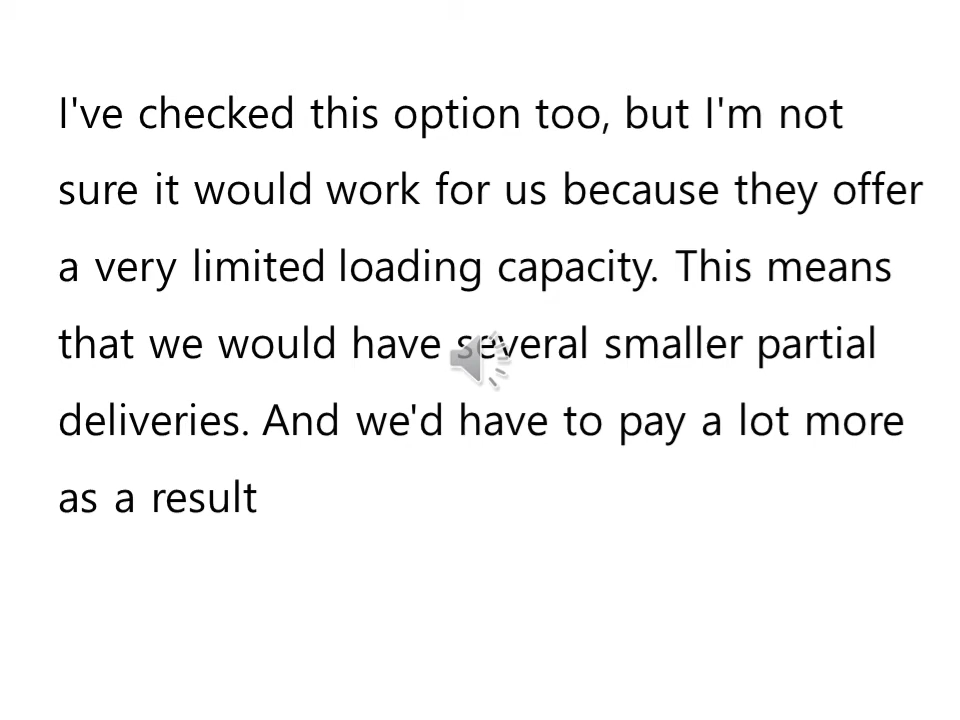 I've checked this option too, but I'm not
sure it would work for us because they offer
a very limited loading capacity. This means
that we would have several smaller partial
deliveries. And we'd have to pay a lot more
as a result